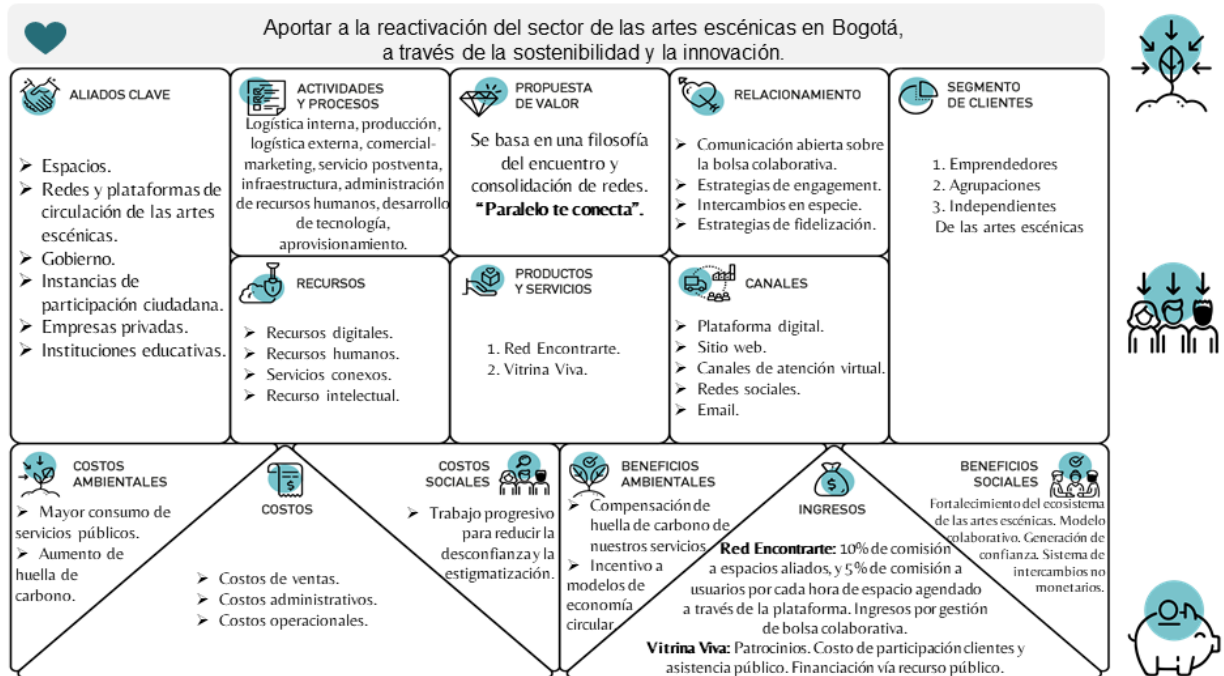 Aportar a la reactivación del sector de las artes escénicas en Bogotá,
a través de la sostenibilidad y la innovación.
ALIADOS CLAVE
➢ Espacios.
➢ Redes y plataformas de
circulación de las artes
escénicas.
➢ Gobierno.
➢ Instancias de
participación ciudadana.
➢ Empresas privadas.
➢ Instituciones educativas.
ACTIVIDADES
Y PROCESOS
Logística interna, producción,
logística externa, comercial-
marketing, servicio postventa,
infraestructura, administración
de recursos humanos, desarrollo
de tecnología,
aprovisionamiento.
RECURSOS
➢ Recursos digitales.
➢ Recursos humanos.
➢ Servicios conexos.
➢ Recurso intelectual.
PROPUESTA
DE VALOR
Se basa en una filosofía
del encuentro y
consolidación de redes.
“Paralelo te conecta”.
PRODUCTOS
Y SERVICIOS
1. Red Encontrarte.
2. Vitrina Viva.
RELACIONAMIENTO
➢ Comunicación abierta sobre
la bolsa colaborativa.
➢ Estrategias de engagement.
➢ Intercambios en especie.
➢ Estrategias de fidelización.
CANALES
➢ Plataforma digital.
➢ Sitio web.
➢ Canales de atención virtual.
➢ Redes sociales.
➢ Email.
SEGMENTO
DE CLIENTES
1. Emprendedores
2. Agrupaciones
3. Independientes
De las artes escénicas
COSTOS
AMBIENTALES
➢ Mayor consumo de
servicios públicos.
➢ Aumento de
huella de
carbono.
$
COSTOS
➢ Costos de ventas.
➢ Costos administrativos.
➢ Costos operacionales.
COSTOS
SOCIALES
➢ Trabajo progresivo
para reducir la
desconfianza y la
estigmatización.
BENEFICIOS
AMBIENTALES
➢ Compensación de
huella de carbono de
nuestros servicios.
➢ Incentivo a
modelos de
economía
circular.
$
INGRESOS
Red Encontrarte: 10% de comisión
a espacios aliados, y 5% de comisión a
usuarios por cada hora de espacio agendado
a través de la plataforma. Ingresos por gestión
de bolsa colaborativa.
Vitrina Viva: Patrocinios. Costo de participación clientes y
asistencia público. Financiación vía recurso público.
BENEFICIOS
SOCIALES
Fortalecimiento del ecosistema
de las artes escénicas. Modelo
colaborativo. Generación de
confianza. Sistema de
intercambios no
monetarios.